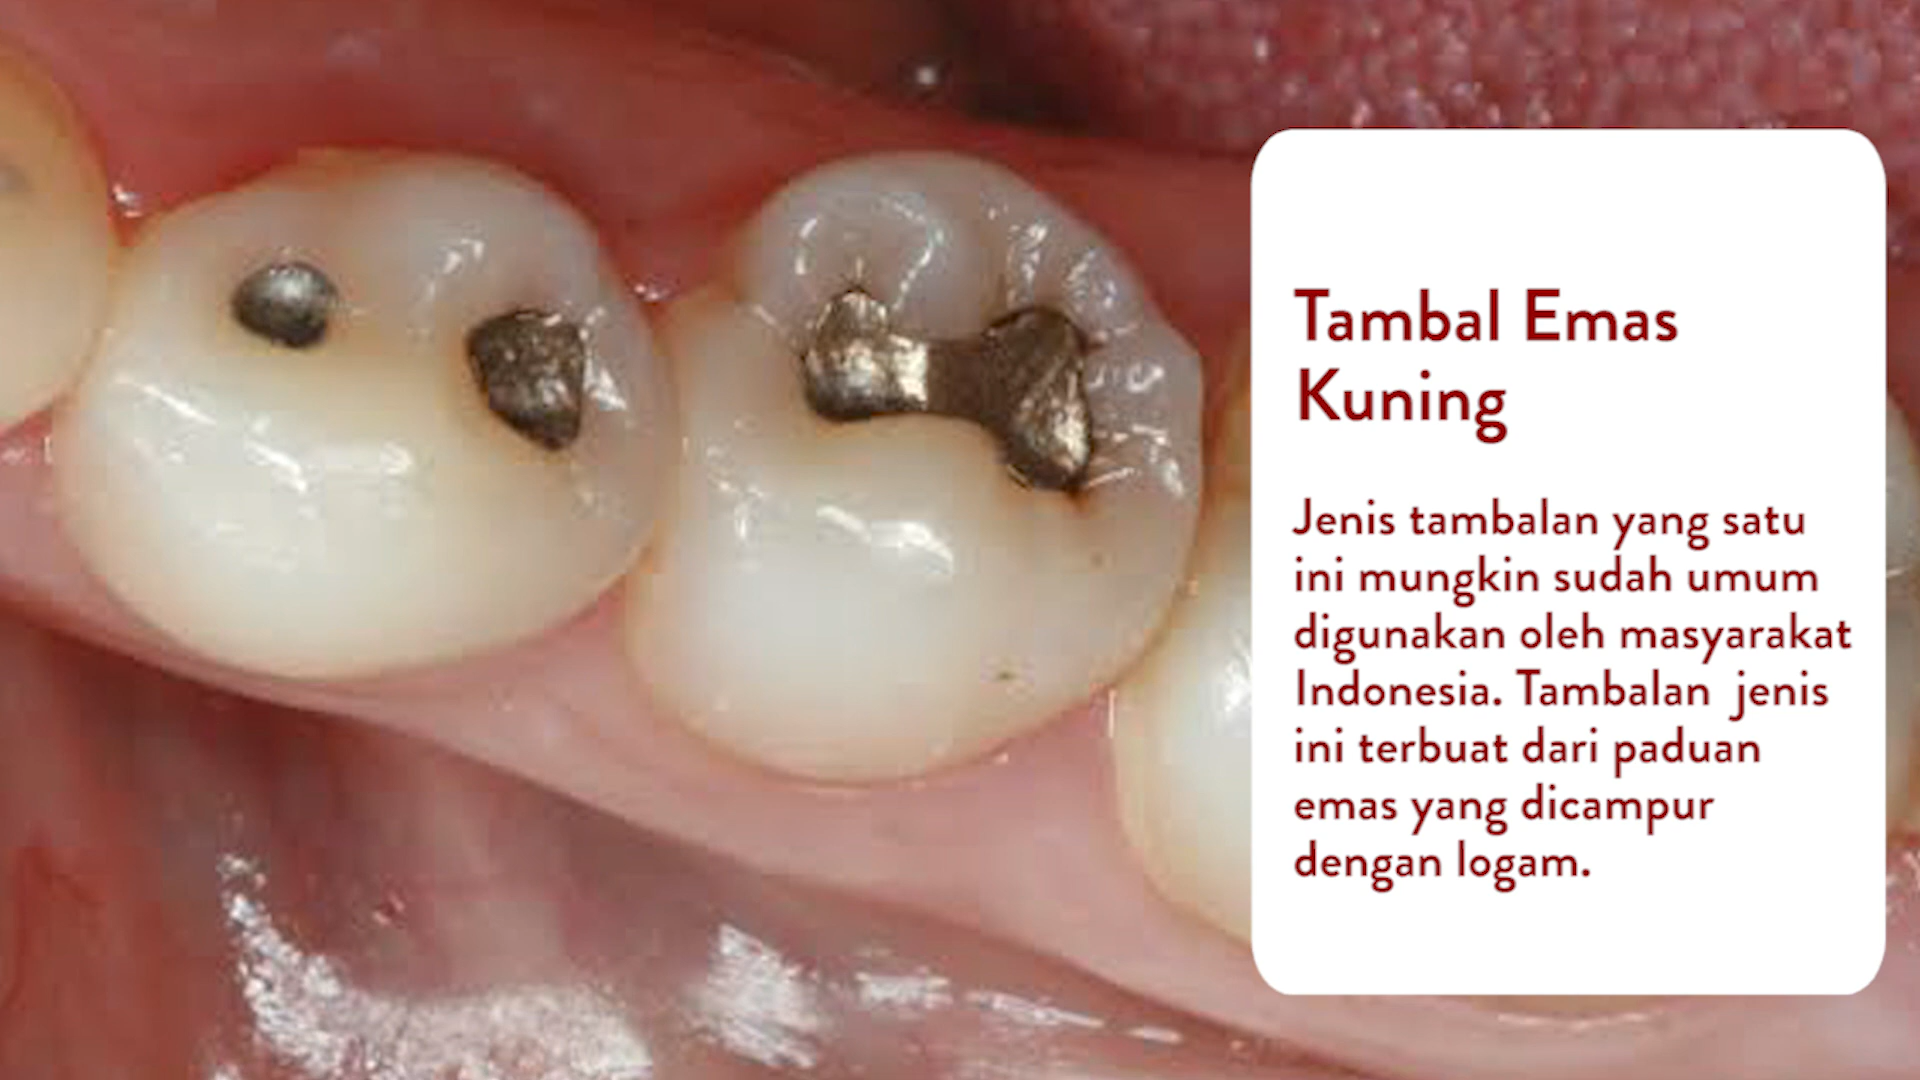 Tambal Emas
Kuning
Jenis tambalan yang satu
ini mungkin sudah umum
digunakan oleh masyarakat
Indonesia. Tambalan  jenis
ini terbuat dari paduan
emas yang dicampur
dengan logam.